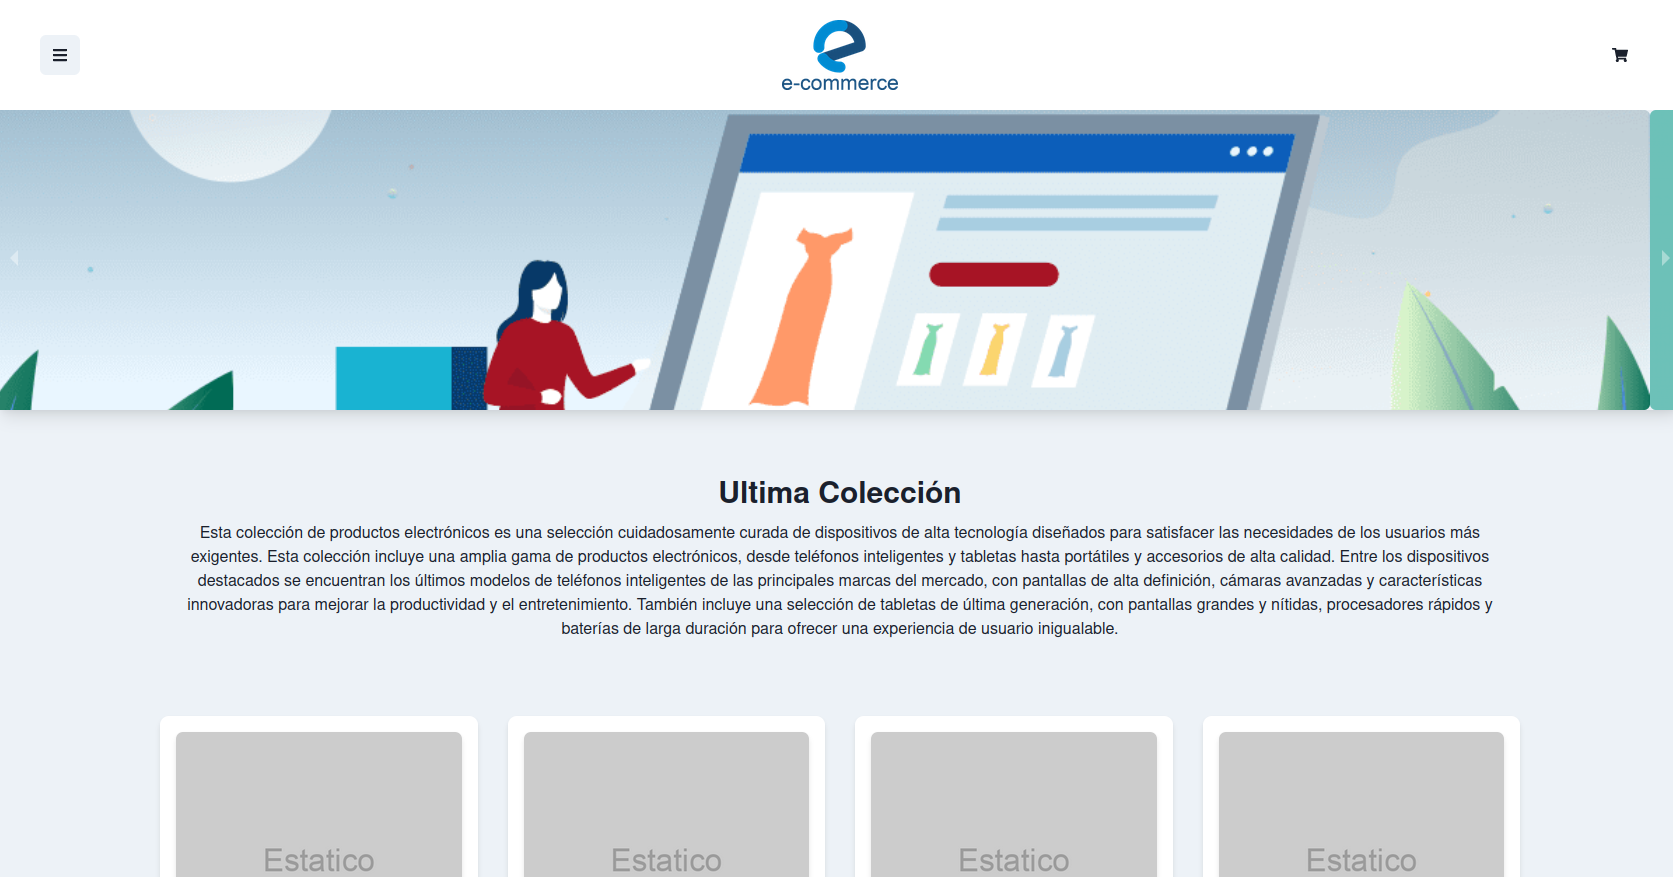 e-commerce
Ultima Colección
Esta colección de productos electrónicos es una selección cuidadosamente curada de dispositivos de alta tecnología diseñados para satisfacer las necesidades de los usuarios más
exigentes. Esta colección incluye una amplia gama de productos electrónicos, desde teléfonos inteligentes y tabletas hasta portátiles y accesorios de alta calidad. Entre los dispositivos
destacados se encuentran los últimos modelos de teléfonos inteligentes de las principales marcas del mercado, con pantallas de alta definición, cámaras avanzadas y características
innovadoras para mejorar la productividad y el entretenimiento. También incluye una selección de tabletas de última generación, con pantallas grandes y nítidas, procesadores rápidos y
baterías de larga duración para ofrecer una experiencia de usuario inigualable.
Estatico Estatico Estatico Estatico